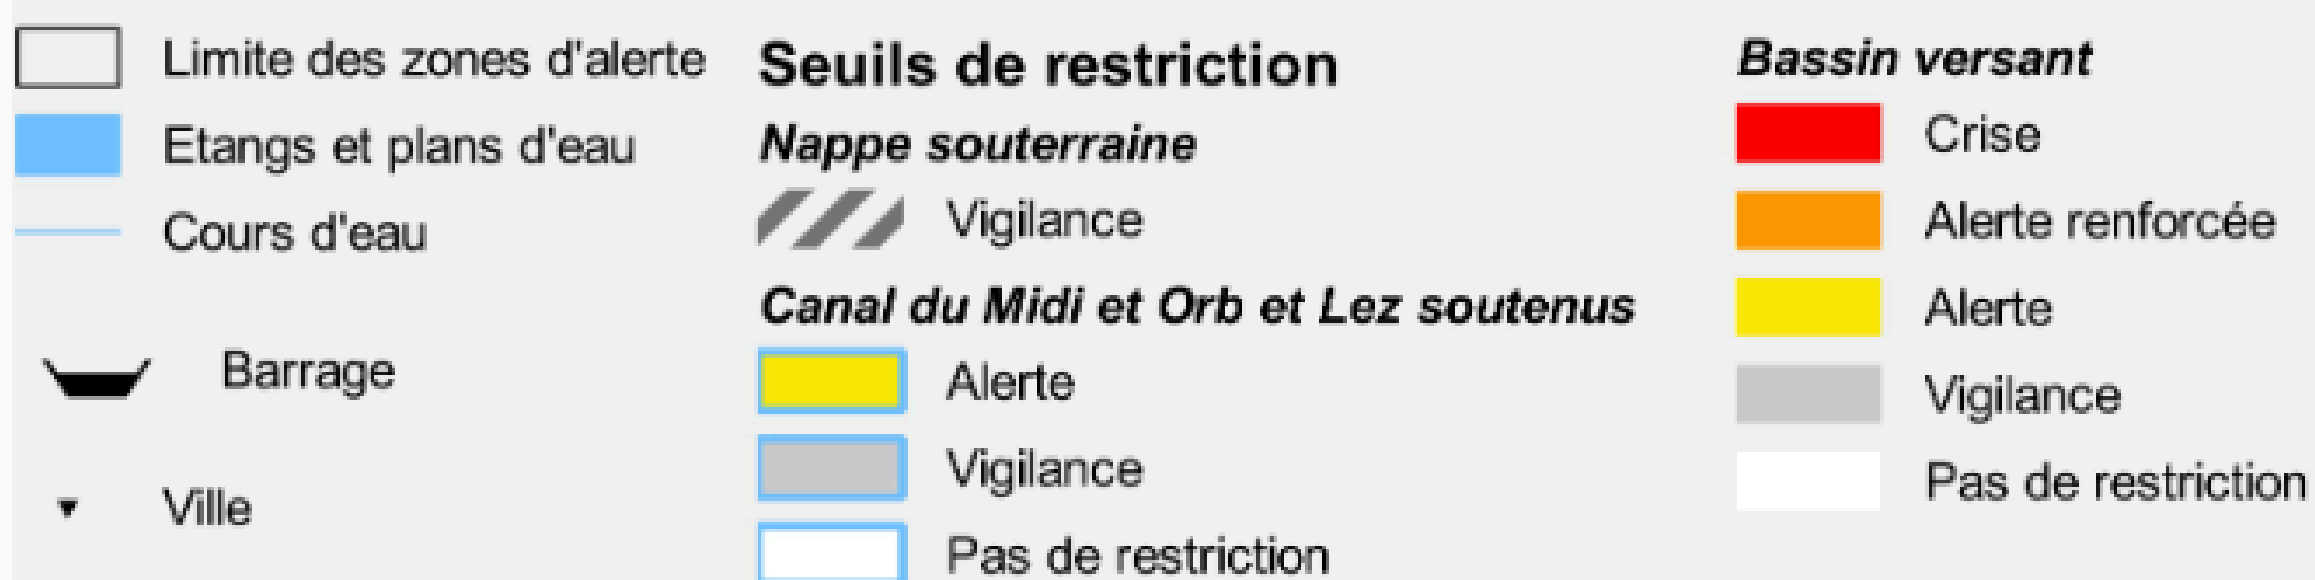 Limite des zones d'alerte
Etangs et plans d'eau
Cours d'eau
Barrage
Ville
Seuils de restriction
Nappe souterraine
Vigilance
Canal du Midi et Orb et Lez soutenus
Alerte
Vigilance
Pas de restriction
Bassin versant
Crise
Alerte renforcée
Alerte
Vigilance
Pas de restriction